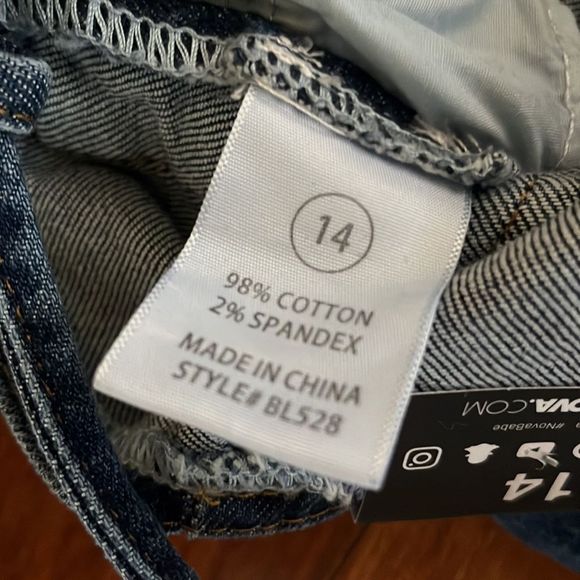 14
98% COTTON
2% SPANDEX
MADE IN CHINA
STYLE# BL528
OVA.COM
#NovaBabe
14